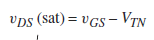 v_DS (sat) = v_GS − V_TN